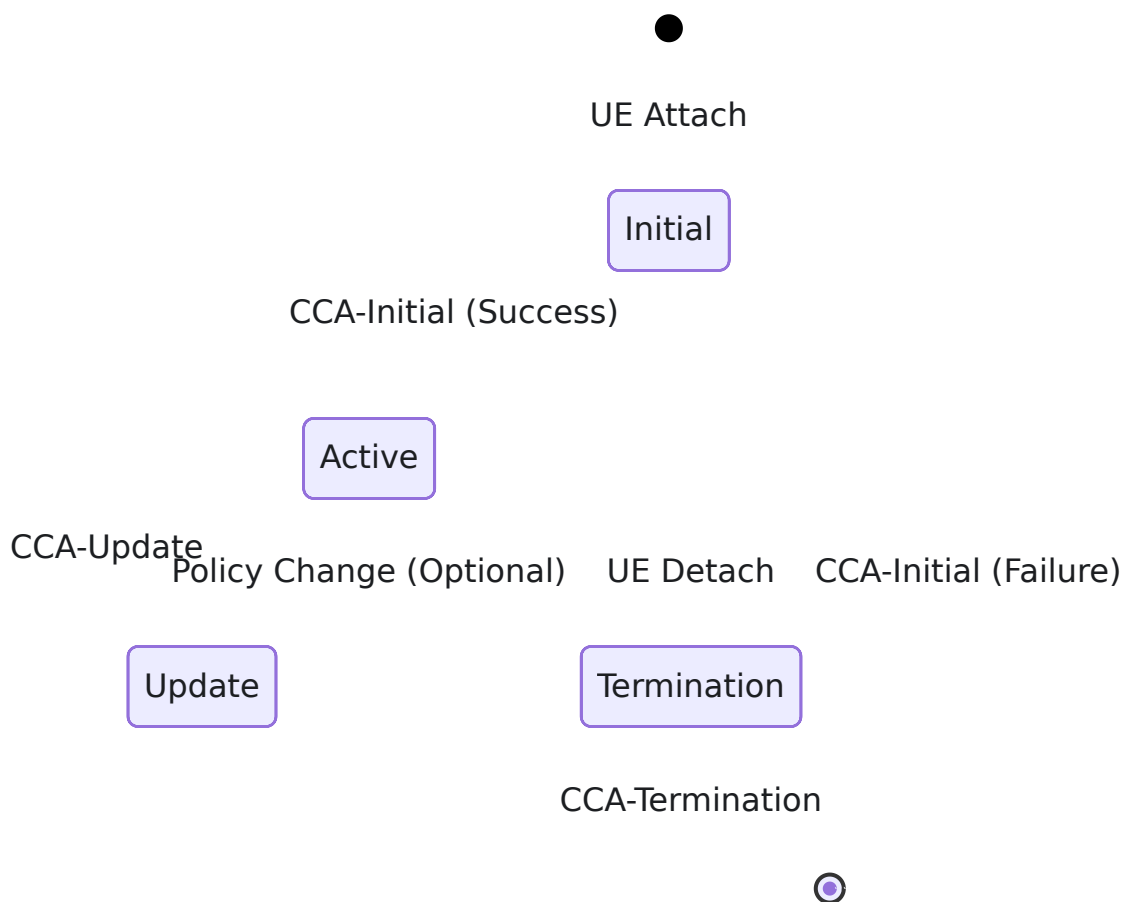 UE Attach
Initial
CCA-Initial (Success)
Active
CCA-Update
Policy Change (Optional)
UE Detach
CCA-Initial (Failure)
Update
Termination
CCA-Termination